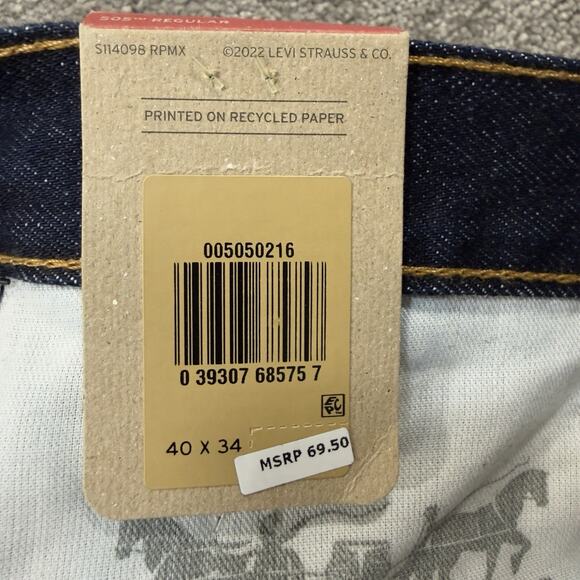 505™ REGULAR
S114098 RPMX ©2022 LEVI STRAUSS & CO.
PRINTED ON RECYCLED PAPER
005050216
0 39307 68575 7
EPC
40 X 34
MSRP 69.50